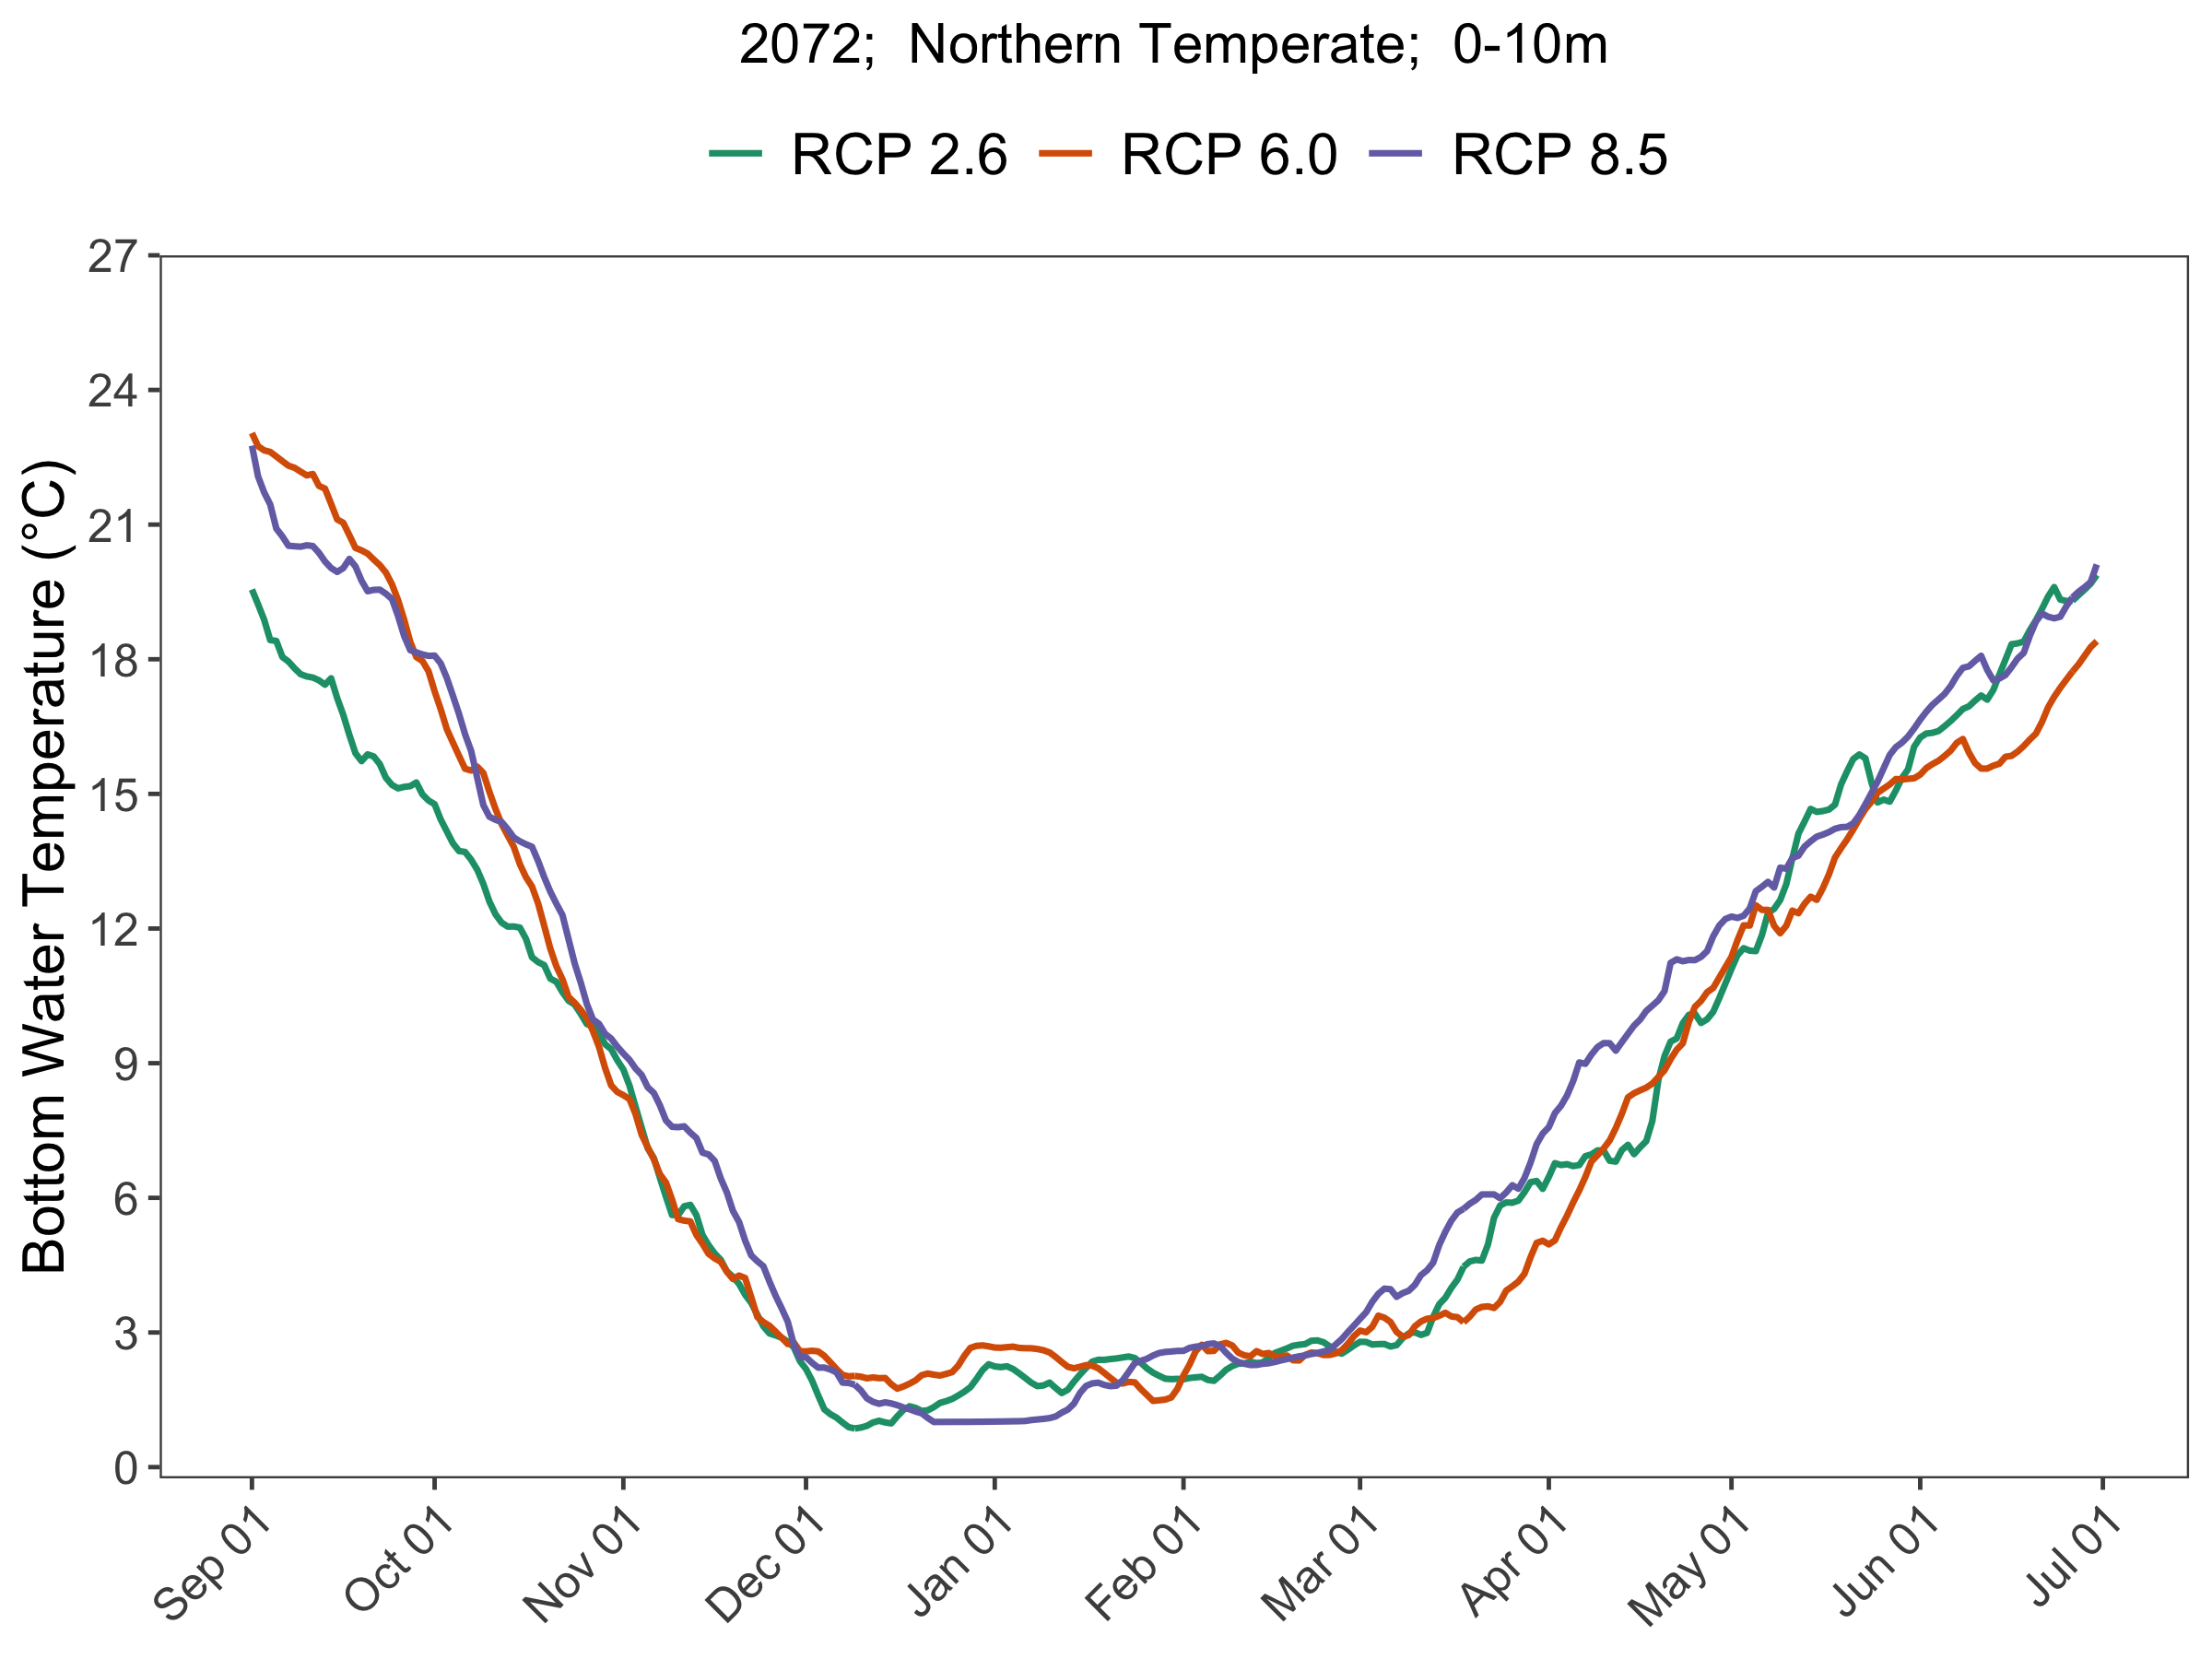 2072;  Northern Temperate;  0-10m
RCP 2.6 RCP 6.0 RCP 8.5
Bottom Water Temperature (°C)
27
24
21
18
15
12
9
6
3
0
Sep 01 Oct 01 Nov 01 Dec 01 Jan 01 Feb 01 Mar 01 Apr 01 May 01 Jun 01 Jul 01